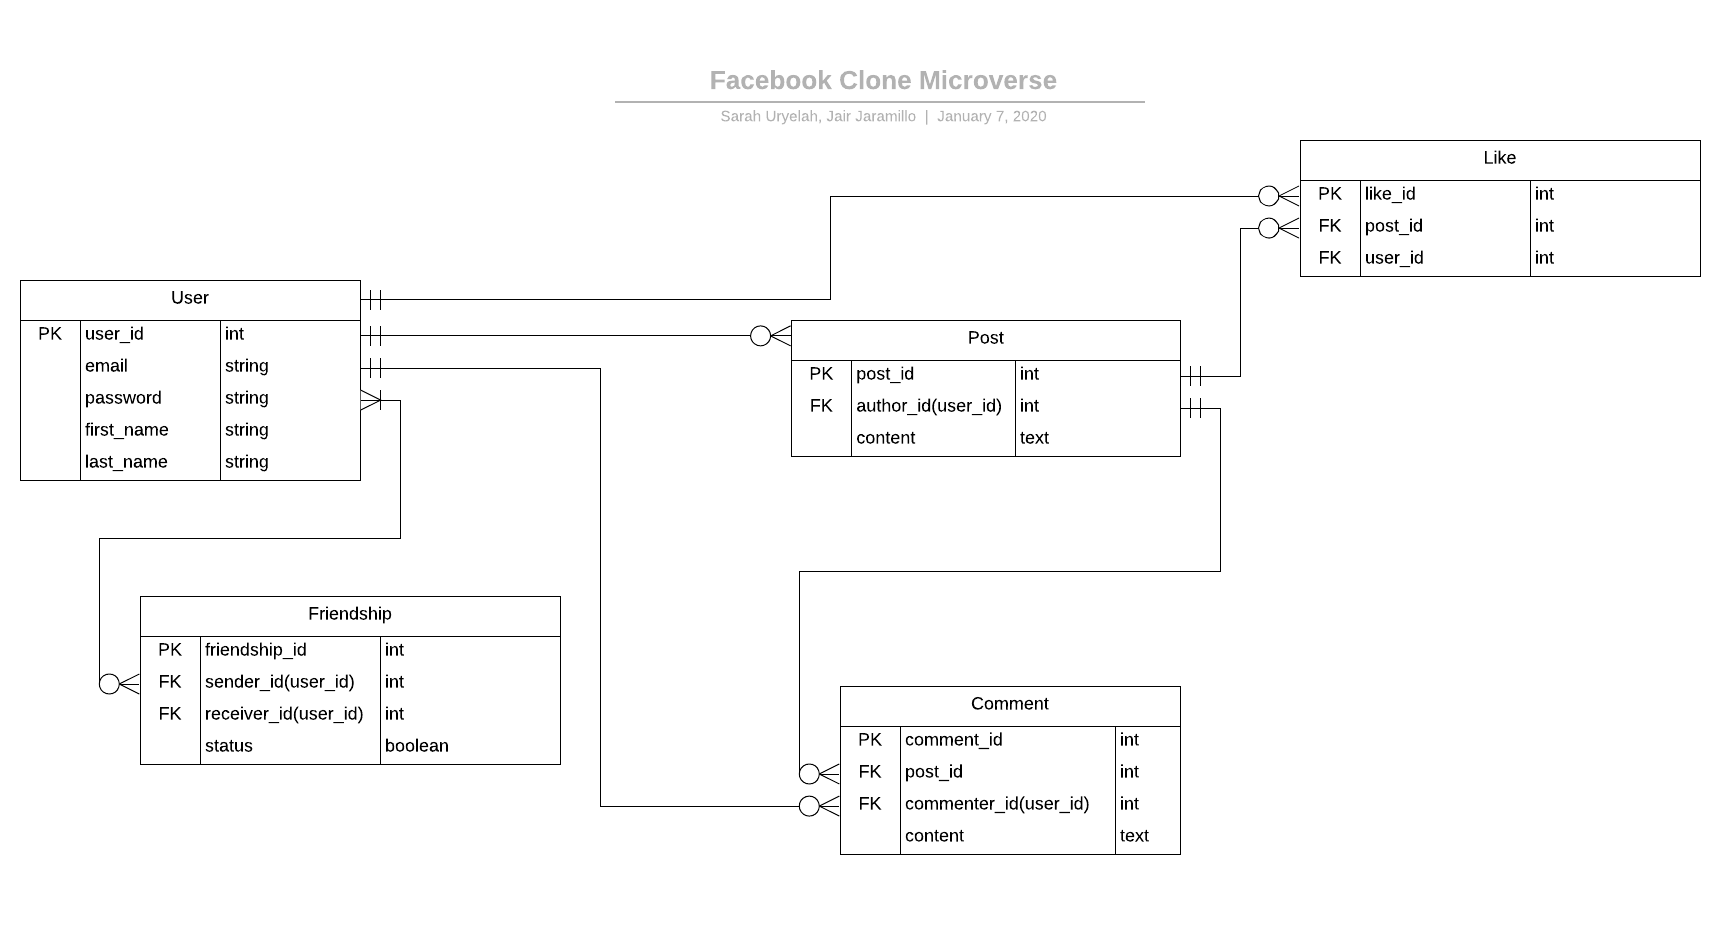 Facebook Clone Microverse
Sarah Uryelah, Jair Jaramillo | January 7, 2020
Like
PK like_id int
FK post_id int
FK user_id int
User
PK user_id int
email string
password string
first_name string
last_name string
Post
PK post_id int
FK author_id(user_id) int
content text
Friendship
PK friendship_id int
FK sender_id(user_id) int
FK receiver_id(user_id) int
status boolean
Comment
PK comment_id int
FK post_id int
FK commenter_id(user_id) int
content text